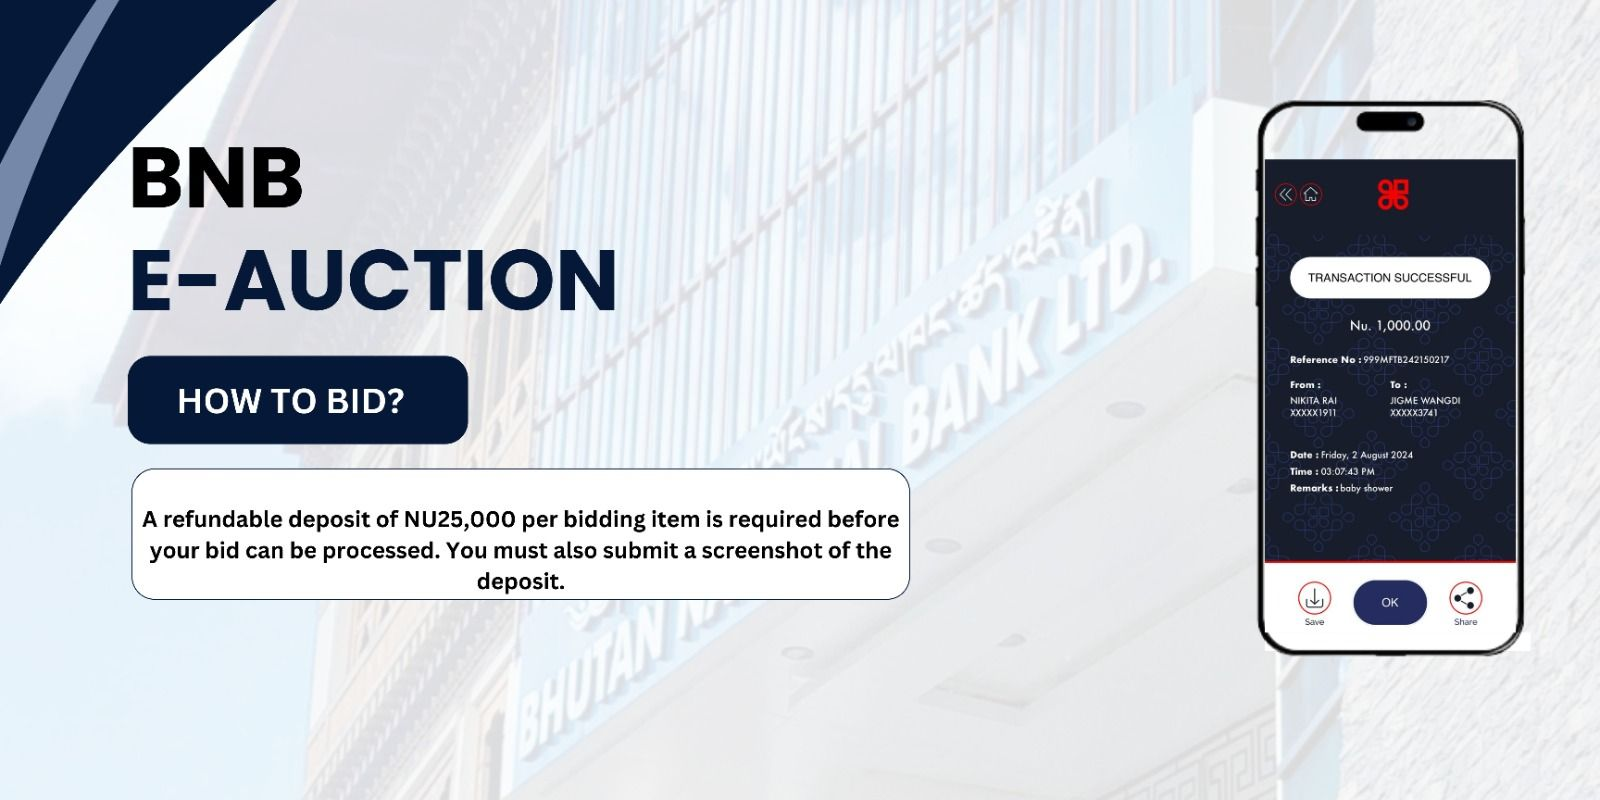 BNB
E-AUCTION
HOW TO BID?
A refundable deposit of NU25,000 per bidding item is required before
your bid can be processed. You must also submit a screenshot of the
deposit.
TRANSACTION SUCCESSFUL
Nu. 1,000.00
Reference No : 999MFTB242150217
From : To :
NIKITA RAI JIGME WANGDI
XXXXX1911 XXXXX3741
Date : Friday, 2 August 2024
Time : 03:07:43 PM
Remarks : baby shower
OK
Save Share
BHUTAN
BANK LTD.